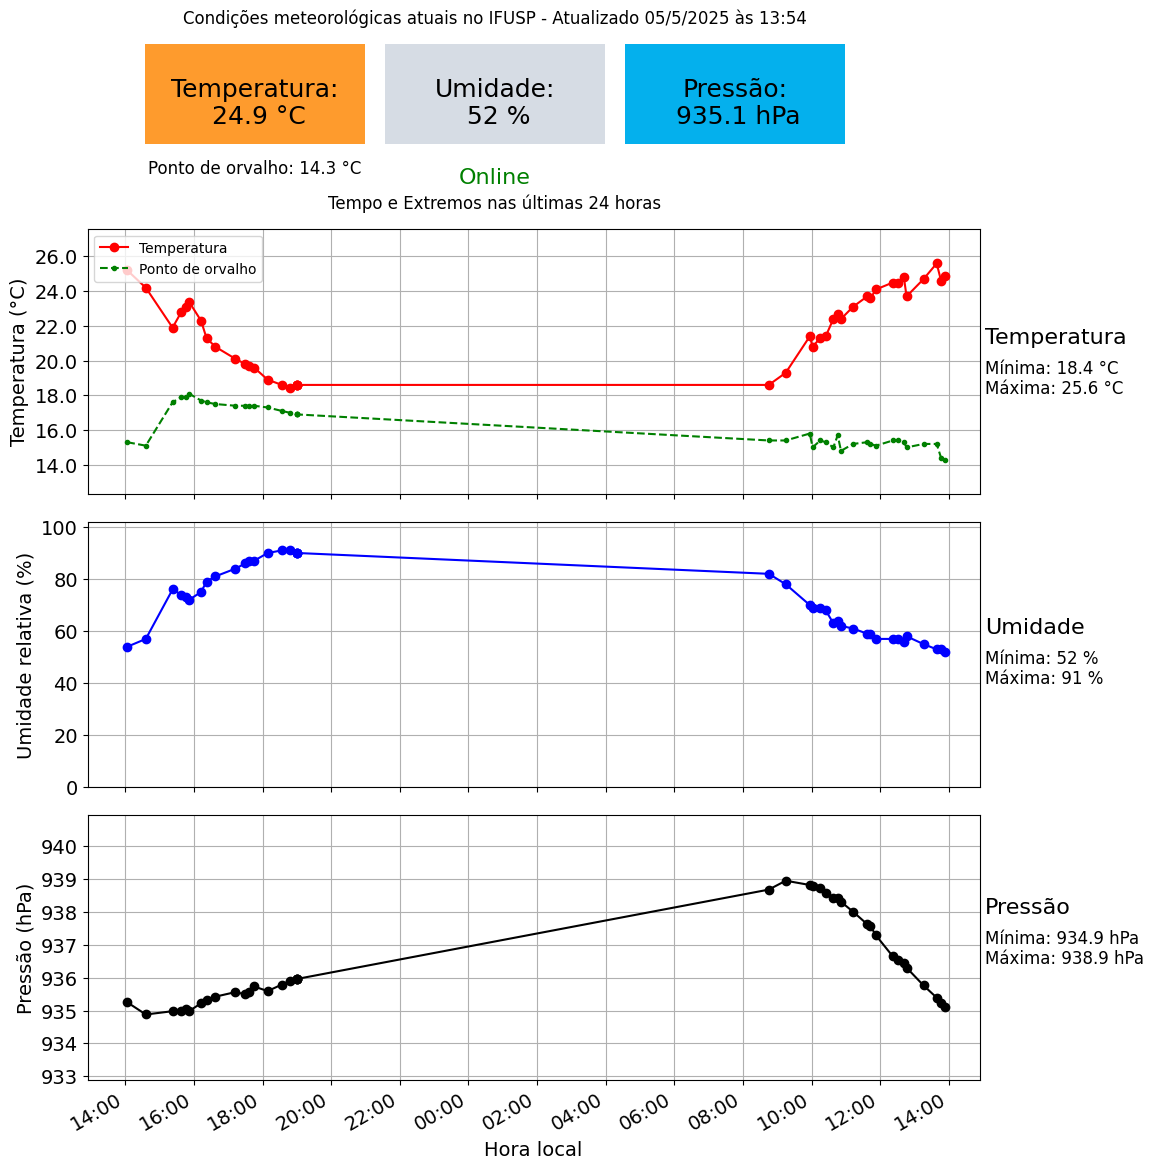 Condições meteorológicas atuais no IFUSP - Atualizado 05/5/2025 às 13:54
Temperatura:
24.9 °C
Umidade:
52 %
Pressão:
935.1 hPa
Ponto de orvalho: 14.3 °C
Online
Tempo e Extremos nas últimas 24 horas
Temperatura
Ponto de orvalho
Temperatura (°C)
26.0
24.0
22.0
20.0
18.0
16.0
14.0
Temperatura
Mínima: 18.4 °C
Máxima: 25.6 °C
Umidade relativa (%)
100
80
60
40
20
0
Umidade
Mínima: 52 %
Máxima: 91 %
Pressão (hPa)
940
939
938
937
936
935
934
933
Pressão
Mínima: 934.9 hPa
Máxima: 938.9 hPa
14:00
16:00
18:00
20:00
22:00
00:00
02:00
04:00
06:00
08:00
10:00
12:00
14:00
Hora local